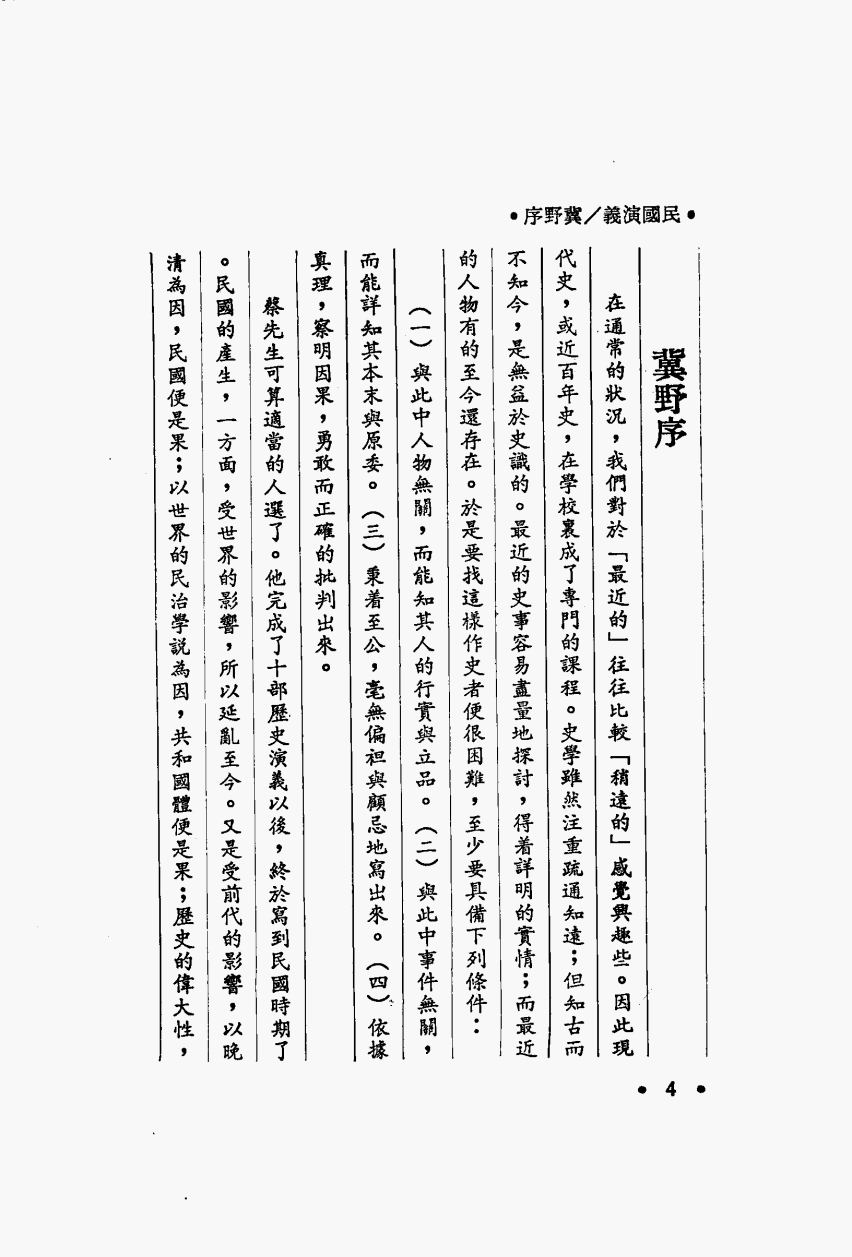 •序野冀／義演國民•
冀野序
在通常的狀況，我們對於「最近的」往往比較「稍遠的」感覺興趣些。因此現
代史，或近百年史，在學校裏成了專門的課程。史學雖然注重疏通知遠；但知古而
不知今，是無益於史識的。最近的史事容易盡量地探討，得着詳明的實情；而最近
的人物有的至今還存在。於是要找這樣作史者便很困難，至少要具備下列條件：
（一）與此中人物無關，而能知其人的行實與立品。（二）與此中事件無關，
而能詳知其本末與原委。（三）秉着至公，毫無偏袒與顧忌地寫出來。（四）依據
真理，察明因果，勇敢而正確的批判出來。
蔡先生可算適當的人選了。他完成了十部歷史演義以後，終於寫到民國時期了
。民國的產生，一方面，受世界的影響，所以延亂至今。又是受前代的影響，以晚
清為因，民國便是果；以世界的民治學說為因，共和國體便是果；歷史的偉大性，
•4•